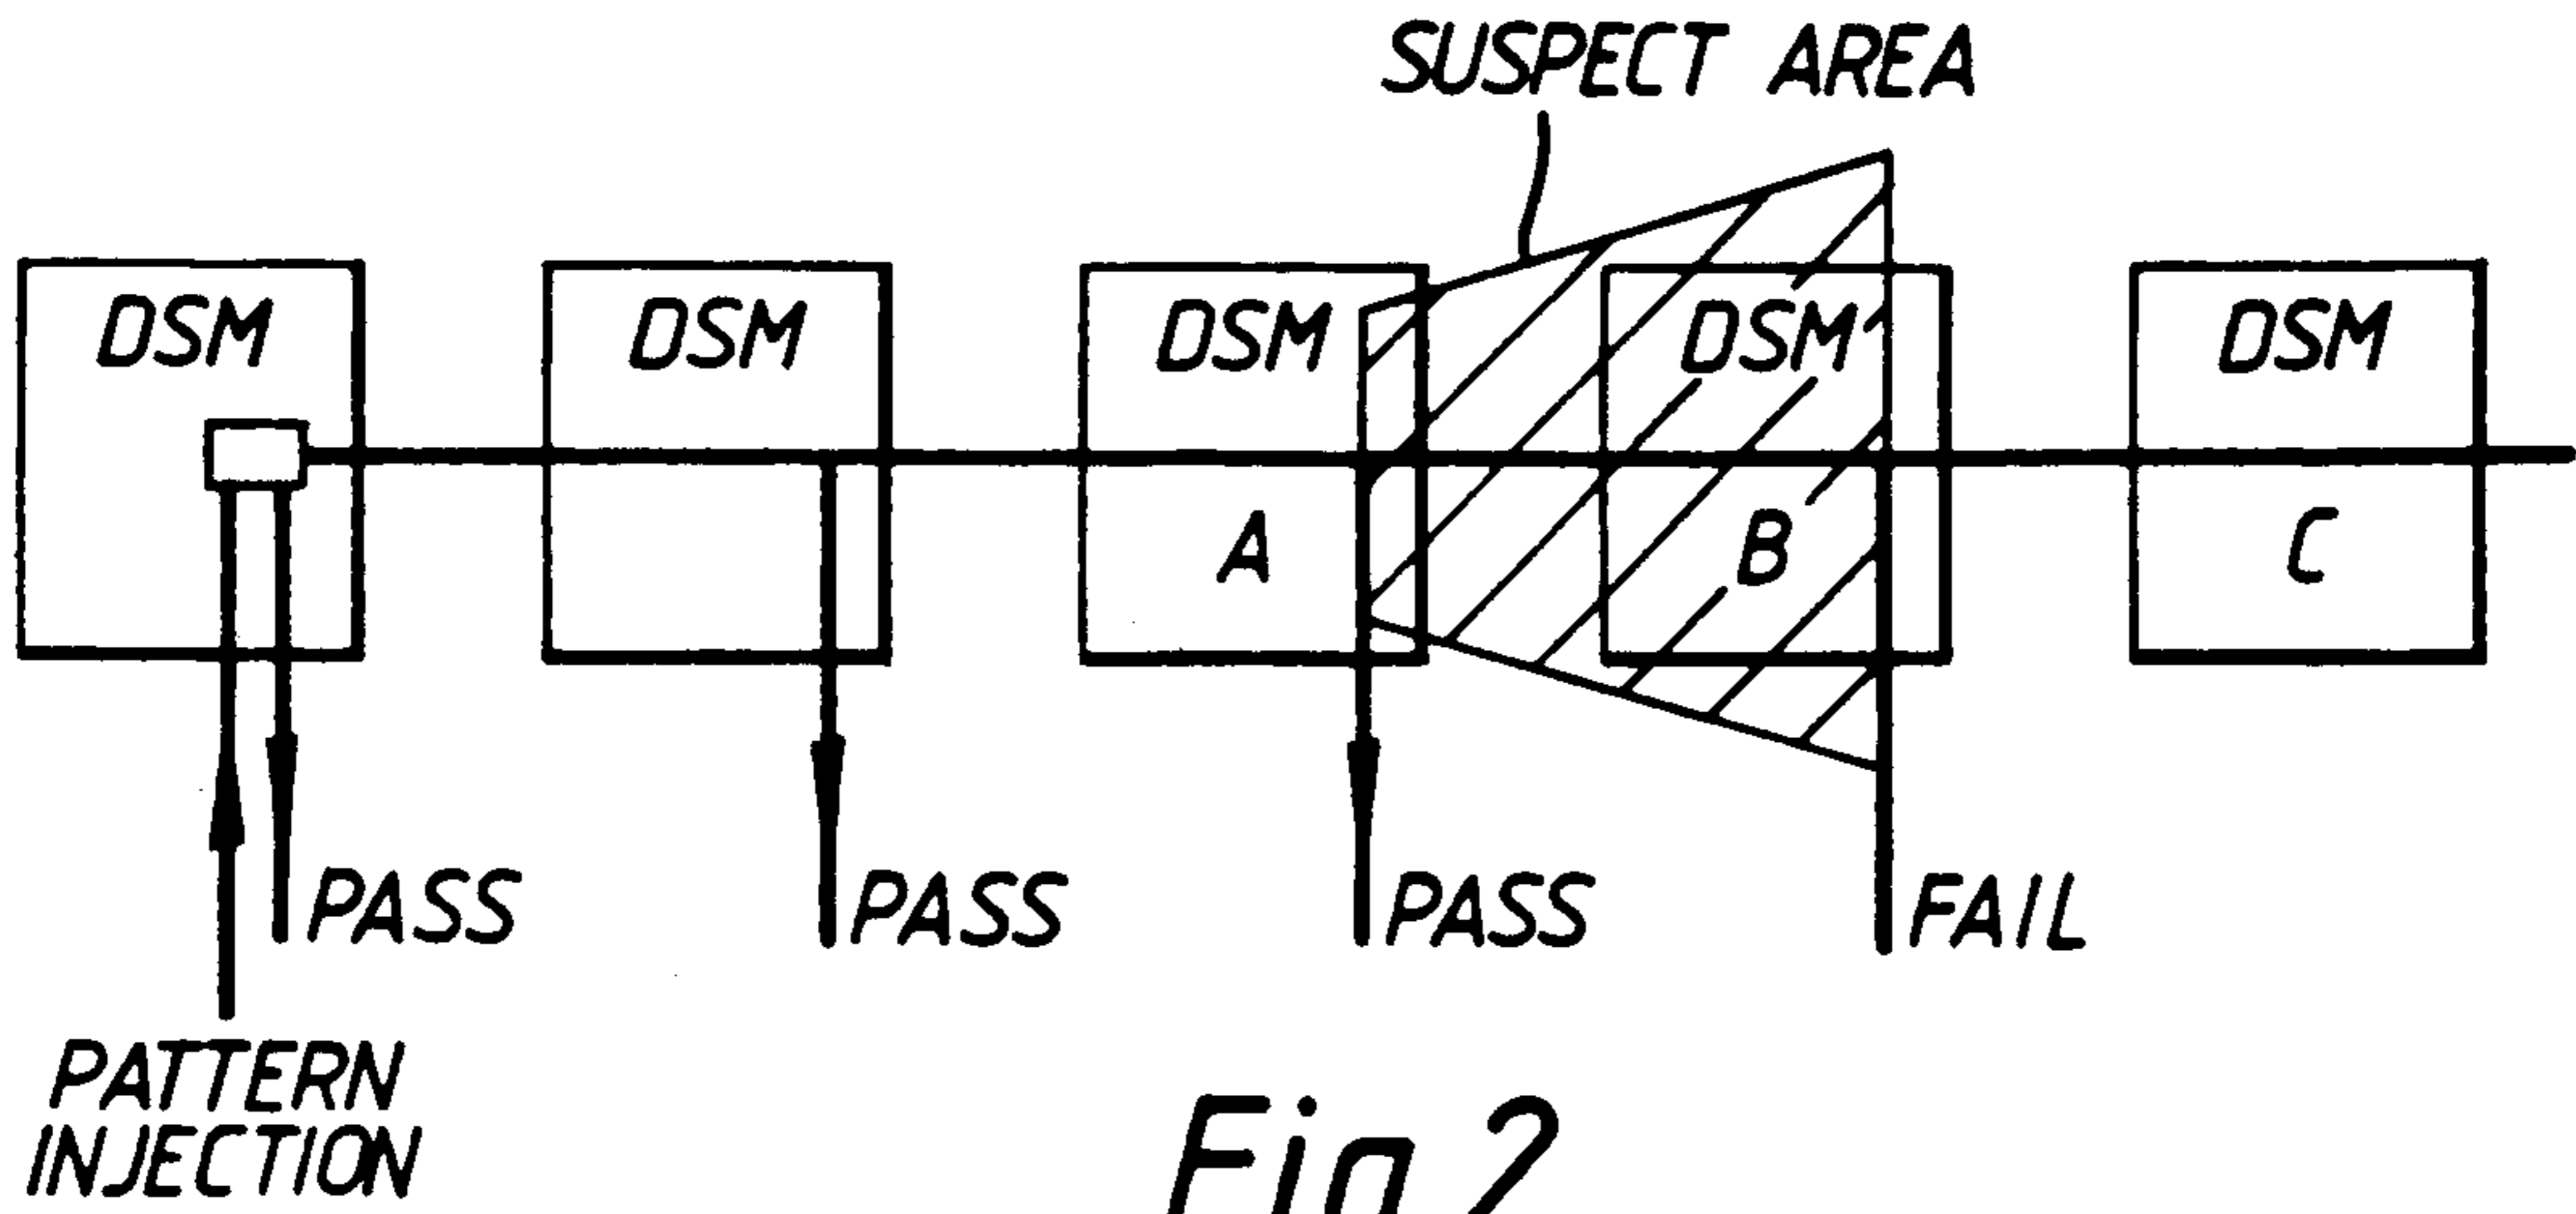 SUSPECT AREA
DSM
DSM
DSM
DSM
DSM
A
B
C
PASS
PASS
PASS
FAIL
PATTERN
INJECTION
Fig 2